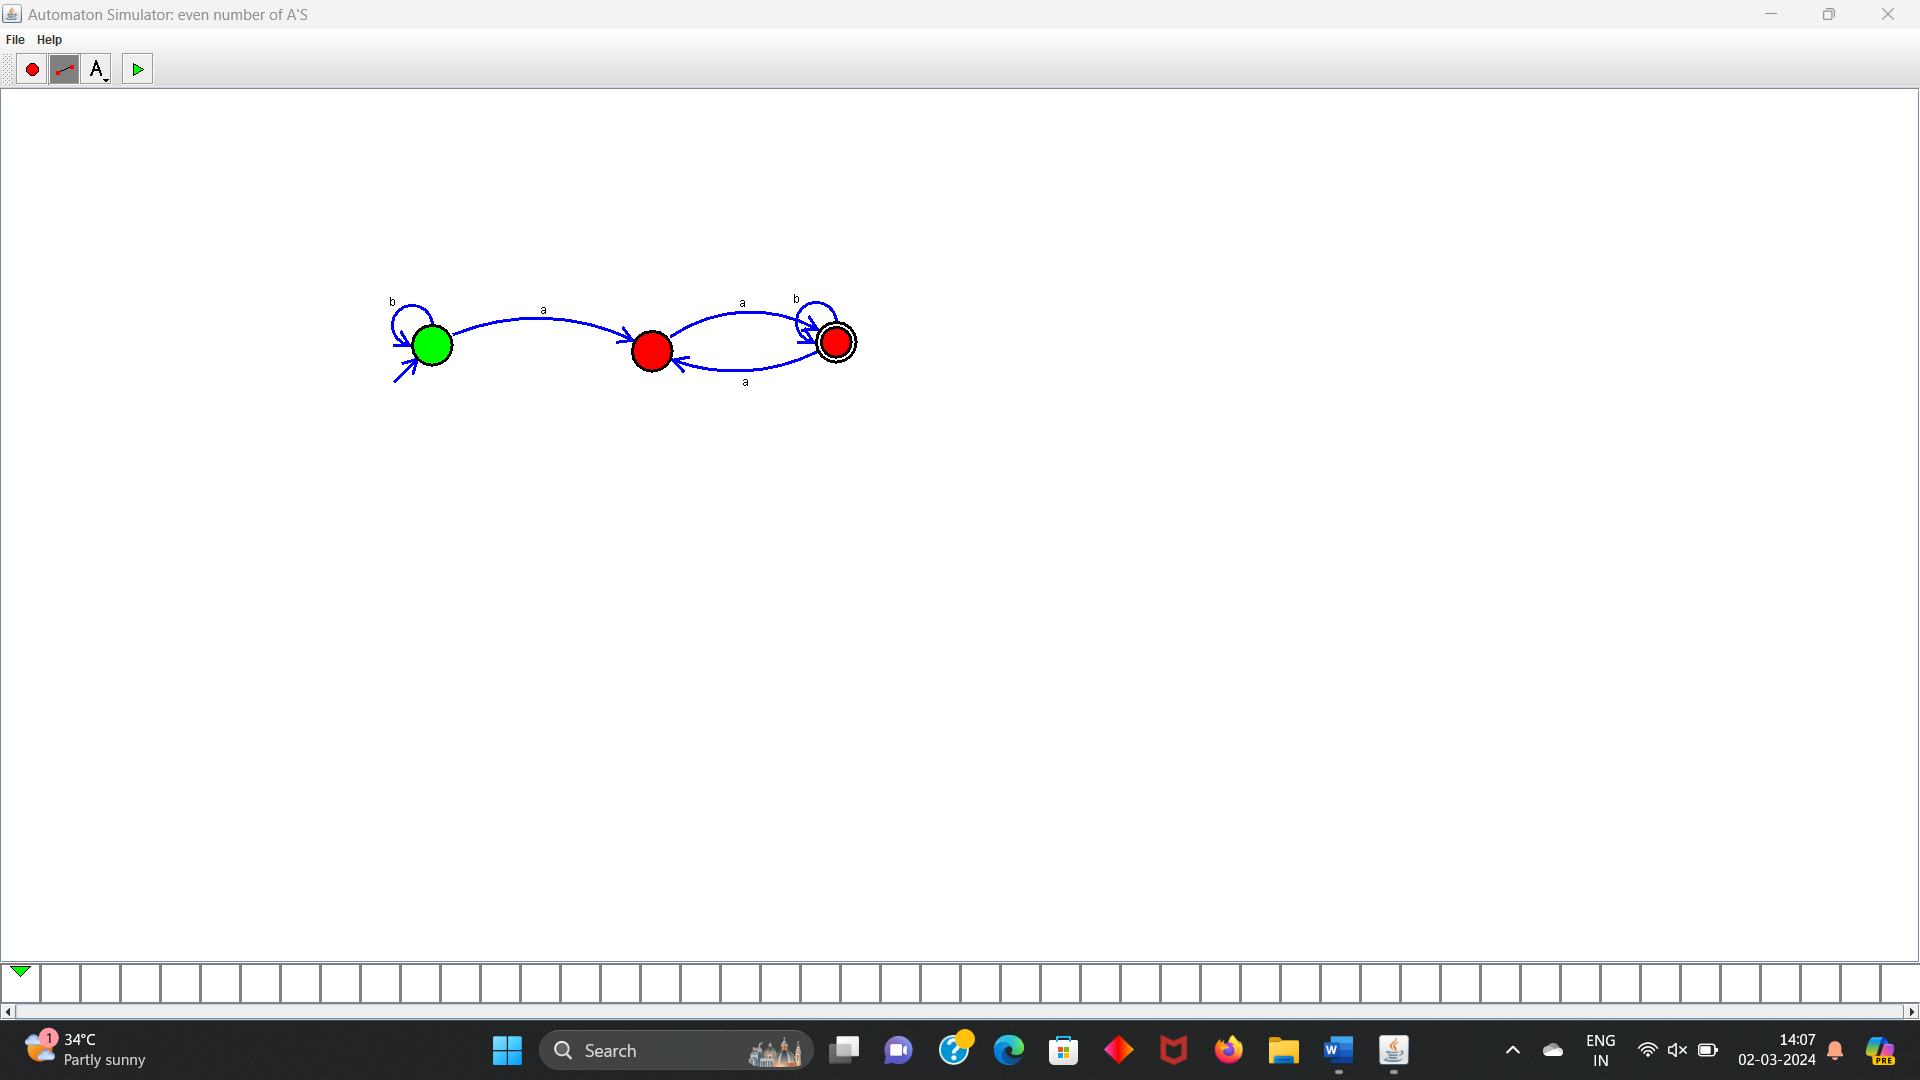 Automaton Simulator: even number of A'S
File Help
A
b
a
a
b
a
1
34°C
Partly sunny
Search
ENG
IN
14:07
02-03-2024
PRE